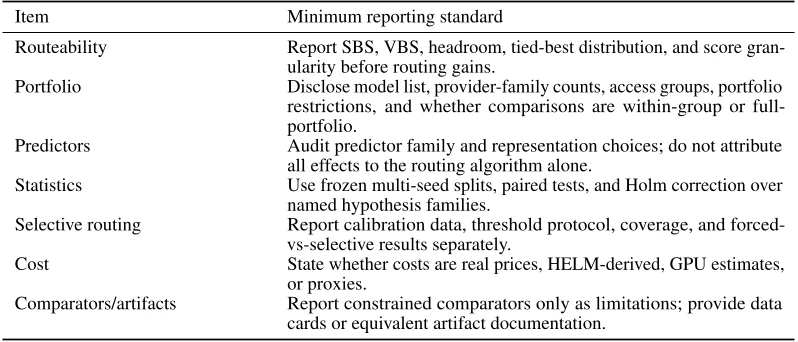 Item Minimum reporting standard
Routeability Report SBS, VBS, headroom, tied-best distribution, and score gran-
ularity before routing gains.
Portfolio Disclose model list, provider-family counts, access groups, portfolio
restrictions, and whether comparisons are within-group or full-
portfolio.
Predictors Audit predictor family and representation choices; do not attribute
all effects to the routing algorithm alone.
Statistics Use frozen multi-seed splits, paired tests, and Holm correction over
named hypothesis families.
Selective routing Report calibration data, threshold protocol, coverage, and forced-
vs-selective results separately.
Cost State whether costs are real prices, HELM-derived, GPU estimates,
or proxies.
Comparators/artifacts Report constrained comparators only as limitations; provide data
cards or equivalent artifact documentation.